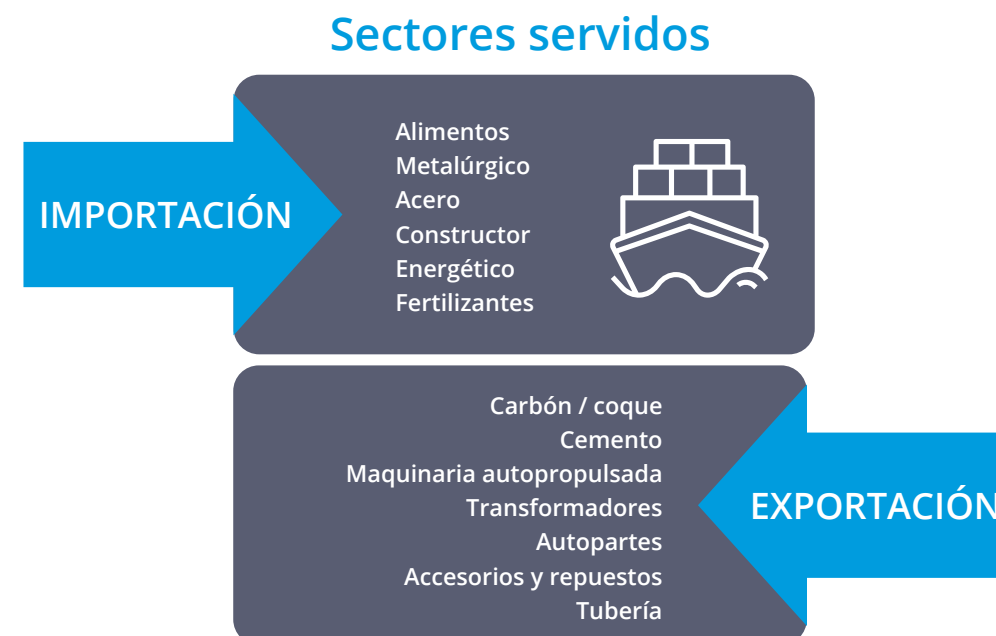 Sectores servidos
IMPORTACIÓN
Alimentos
Metalúrgico
Acero
Constructor
Energético
Fertilizantes
Carbón / coque
Cemento
Maquinaria autopropulsada
Transformadores
Autopartes
Accesorios y repuestos
Tubería
EXPORTACIÓN